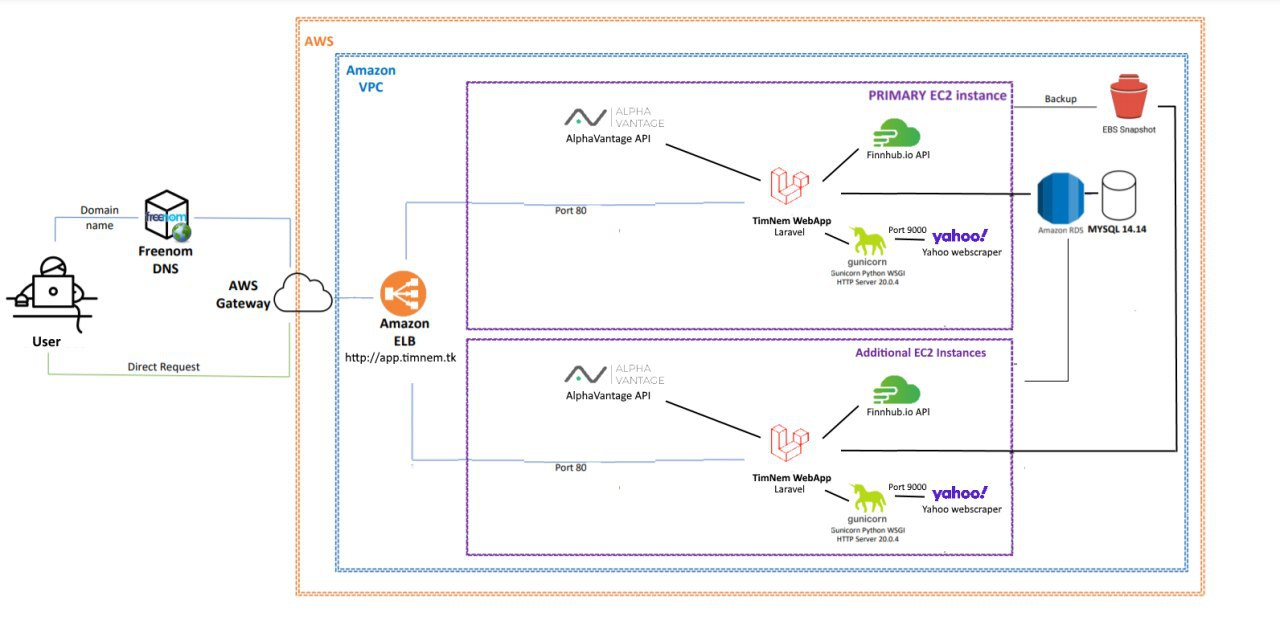 AWS
Amazon
VPC
PRIMARY EC2 instance
Backup
EBS Snapshot
ALPHA
VANTAGE
AlphaVantage API
Finnhub.io API
Port 80
TimNem WebApp
Laravel
Port 9000
yahoo!
Yahoo webscraper
gunicorn
Gunicorn Python WSGI
HTTP Server 20.0.4
Amazon RDS
MYSQL 14.14
Domain
name
freenom
Freenom
DNS
AWS
Gateway
User
Direct Request
Amazon
ELB
http://app.timnem.tk
Additional EC2 Instances
ALPHA
VANTAGE
AlphaVantage API
Finnhub.io API
Port 80
TimNem WebApp
Laravel
Port 9000
yahoo!
Yahoo webscraper
gunicorn
Gunicorn Python WSGI
HTTP Server 20.0.4